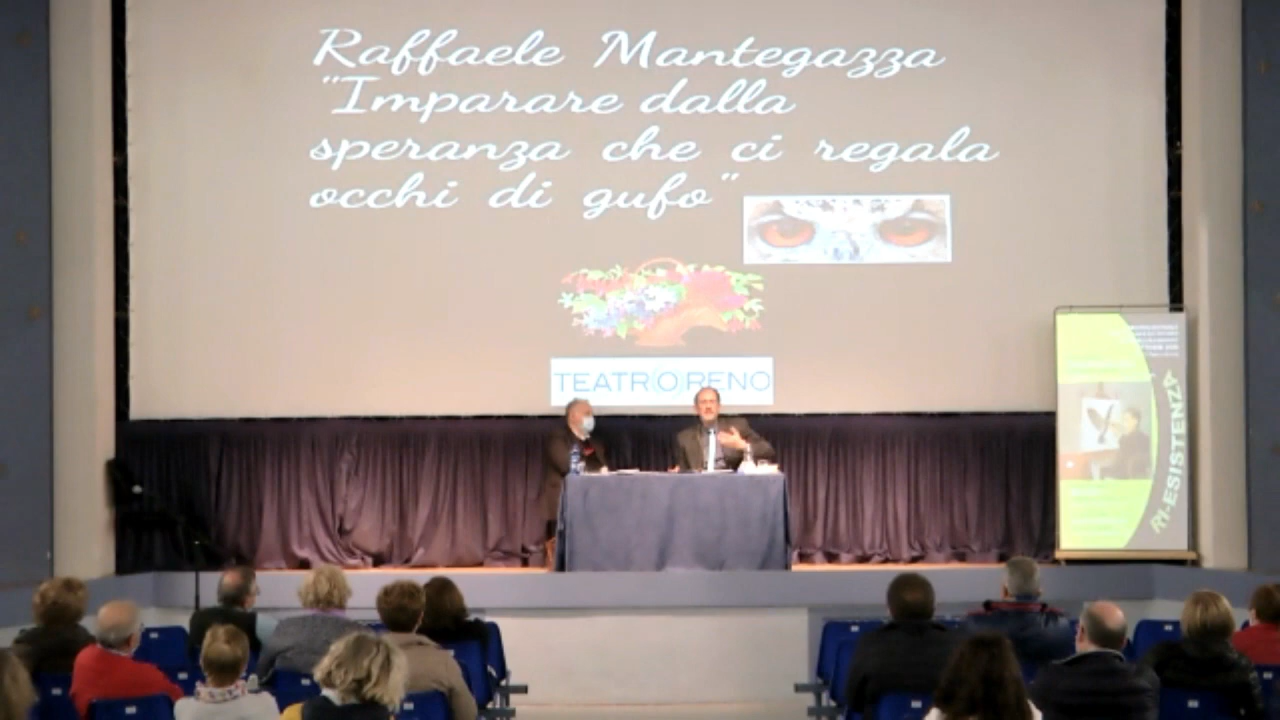 Raffaele Mantegazza
"Imparare dalla
speranza che ci regala
occhi di gufo"
TEATRO RENO
RI-ESISTENZA